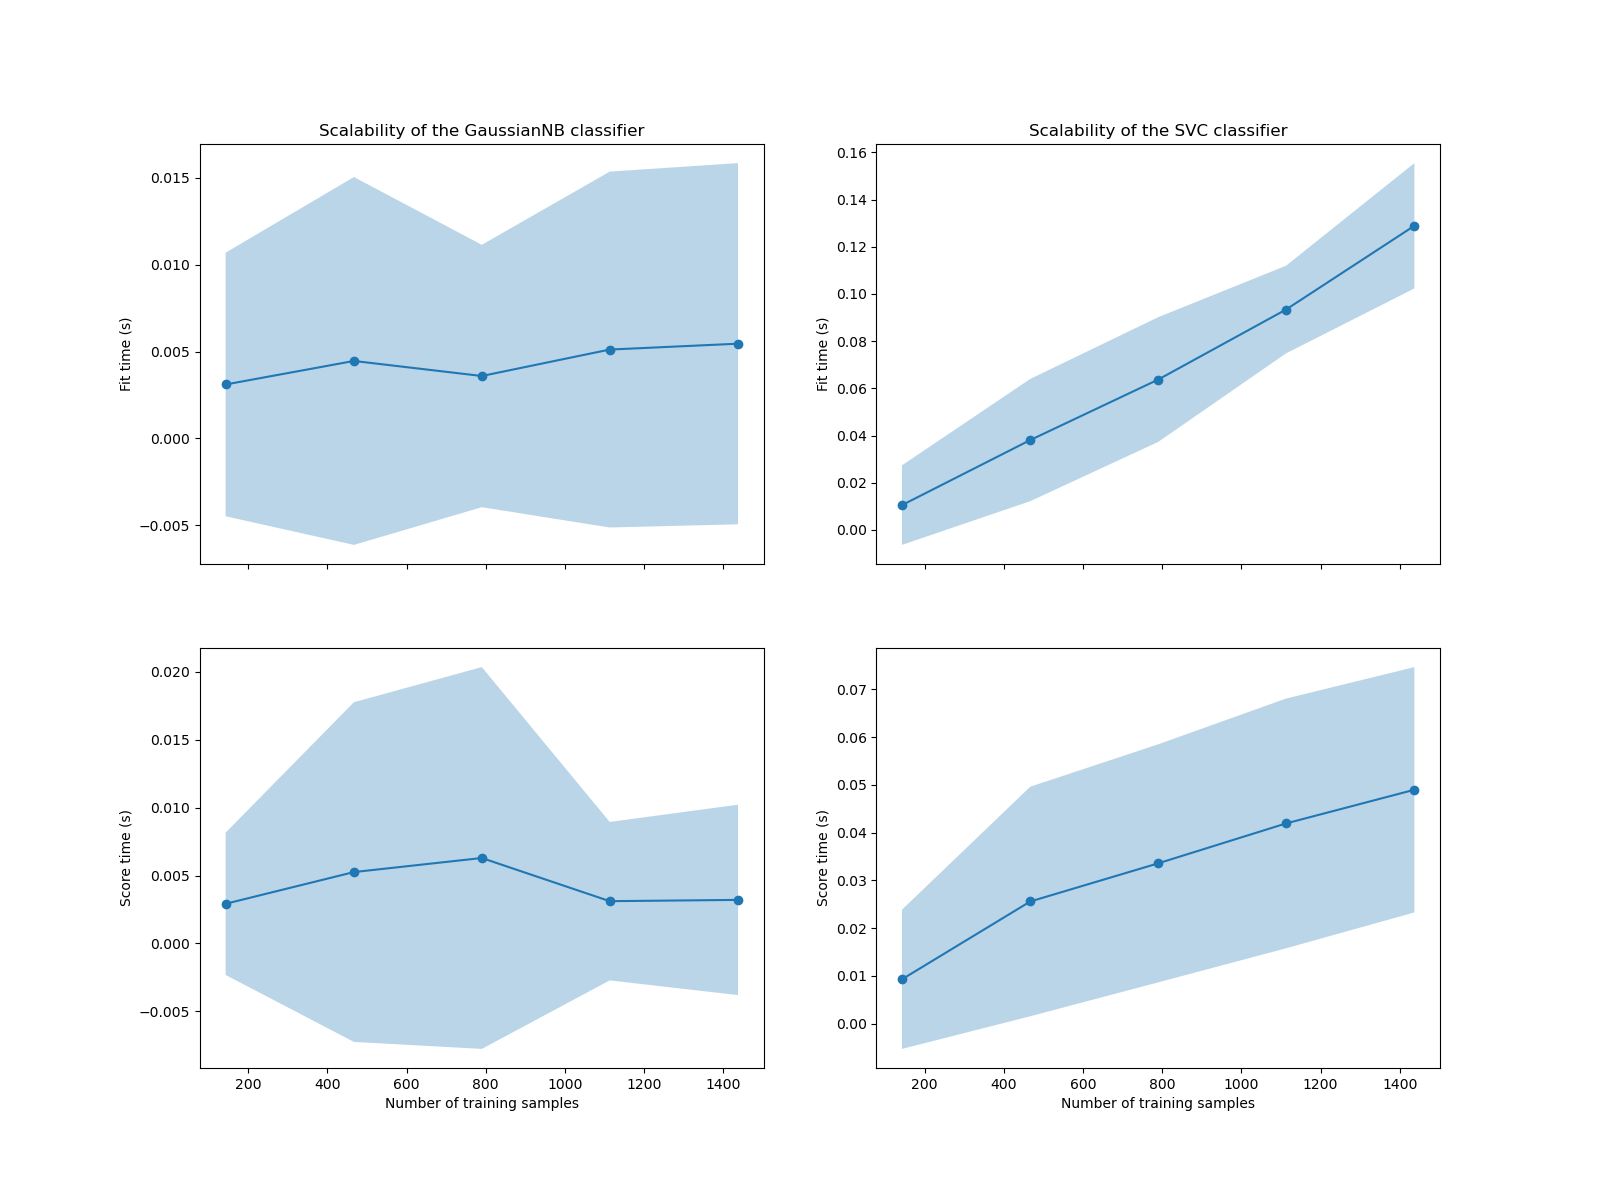 Scalability of the GaussianNB classifier
0.015
0.010
0.005
0.000
−0.005
Fit time (s)
Scalability of the SVC classifier
0.16
0.14
0.12
0.10
0.08
0.06
0.04
0.02
0.00
Fit time (s)
0.020
0.015
0.010
0.005
0.000
−0.005
Score time (s)
200 400 600 800 1000 1200 1400
Number of training samples
0.07
0.06
0.05
0.04
0.03
0.02
0.01
0.00
Score time (s)
200 400 600 800 1000 1200 1400
Number of training samples